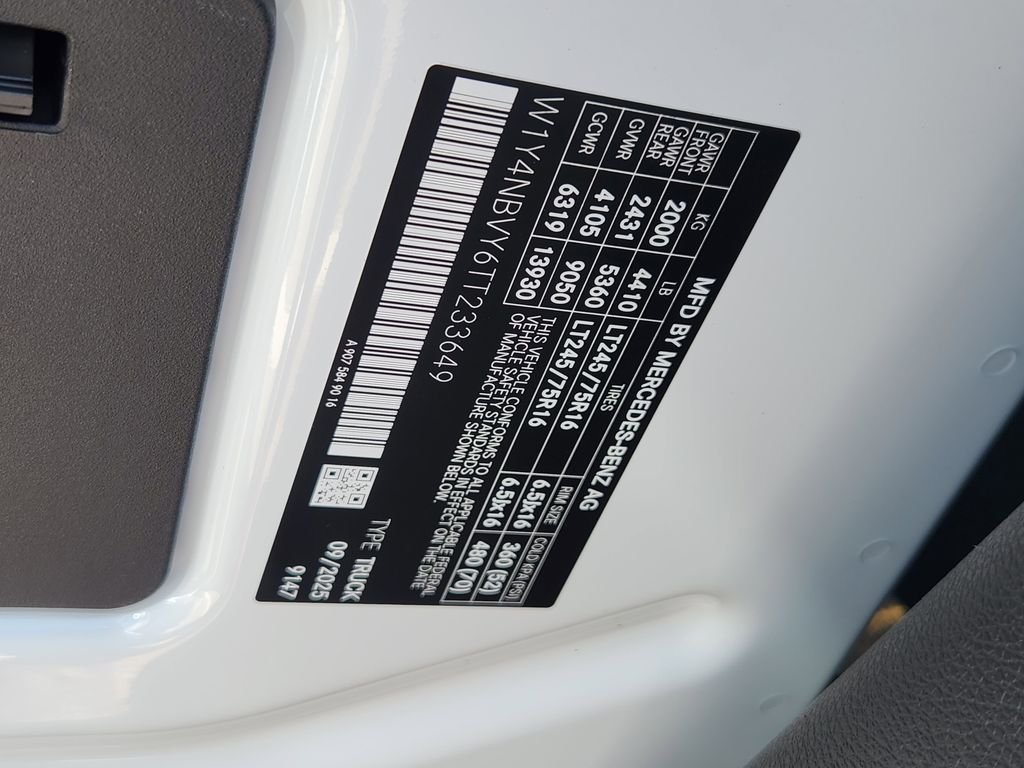 MFD BY MERCEDES-BENZ AG
KG LB TIRES RIM SIZE COLD KPA (PSI)
GAWR FRONT 2000 4410 LT245/75R16 6.5Jx16 360 (52)
GAWR REAR 2431 5360 LT245/75R16 6.5Jx16 480 (70)
GVWR 4105 9050
GCWR 6319 13930
THIS VEHICLE CONFORMS TO ALL APPLICABLE FEDERAL
VEHICLE SAFETY STANDARDS IN EFFECT ON THE DATE
OF MANUFACTURE SHOWN BELOW.
W1Y4NBVY6TT233649
TYPE TRUCK
09/2025
9147
A 907 584 90 16